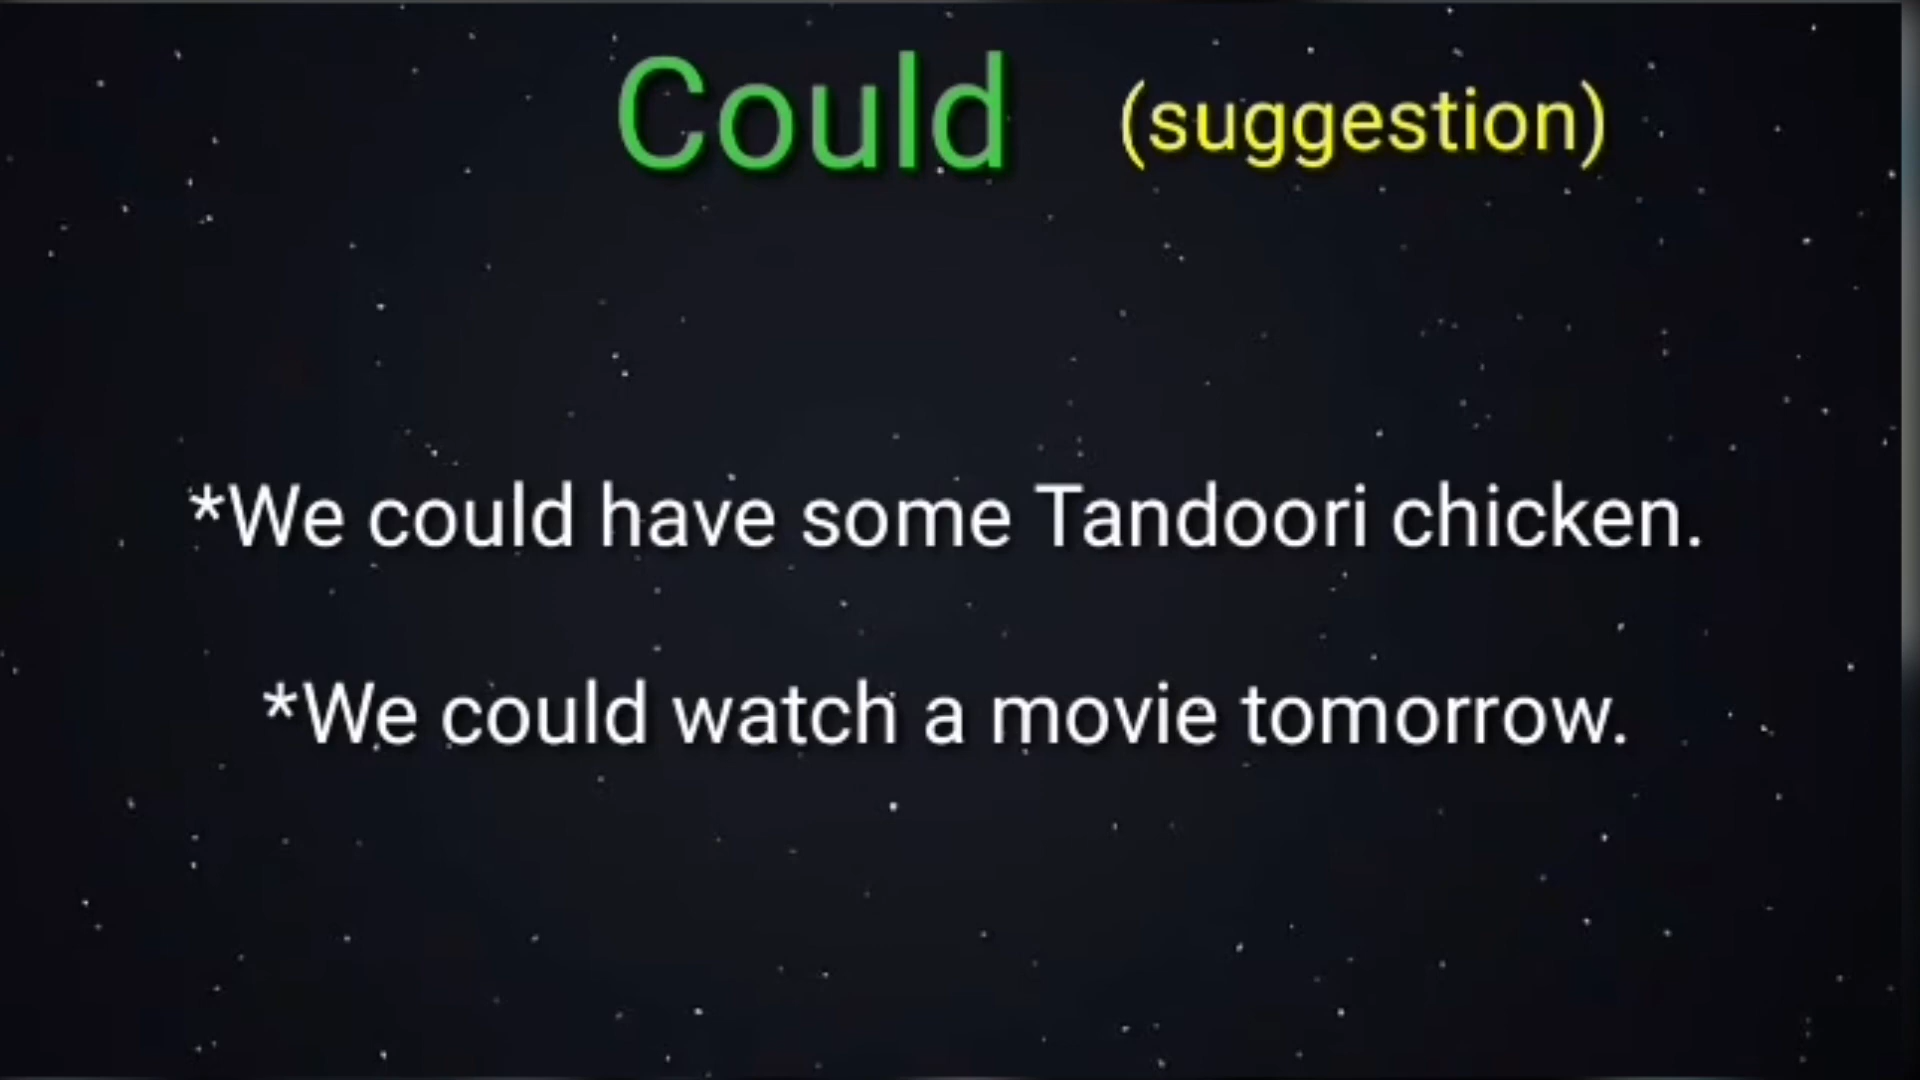 Could (suggestion)
*We could have some Tandoori chicken.
*We could watch a movie tomorrow.